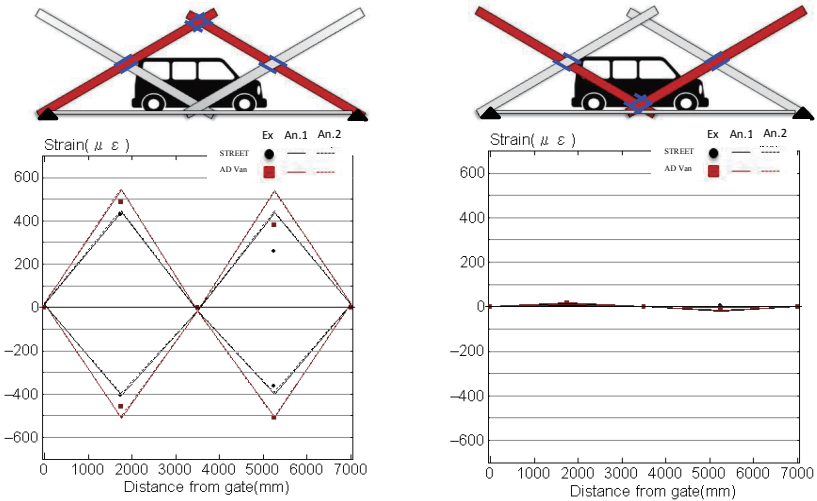 Strain( μ ε )
Ex An.1 An.2
STREET
AD Van
600
400
200
0
−200
−400
−600
0 1000 2000 3000 4000 5000 6000 7000
Distance from gate(mm)
Strain( μ ε )
Ex An.1 An.2
STREET
AD Van
600
400
200
0
−200
−400
−600
0 1000 2000 3000 4000 5000 6000 7000
Distance from gate(mm)